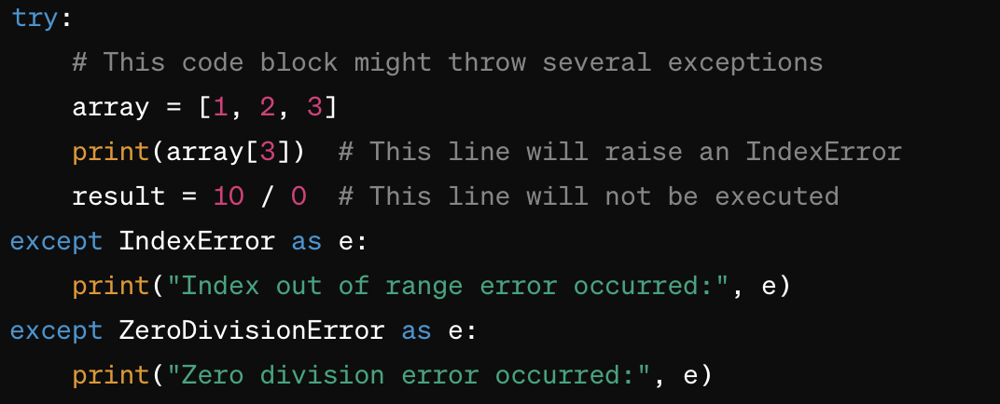 try:
    # This code block might throw several exceptions
    array = [1, 2, 3]
    print(array[3])  # This line will raise an IndexError
    result = 10 / 0  # This line will not be executed
except IndexError as e:
    print("Index out of range error occurred:", e)
except ZeroDivisionError as e:
    print("Zero division error occurred:", e)